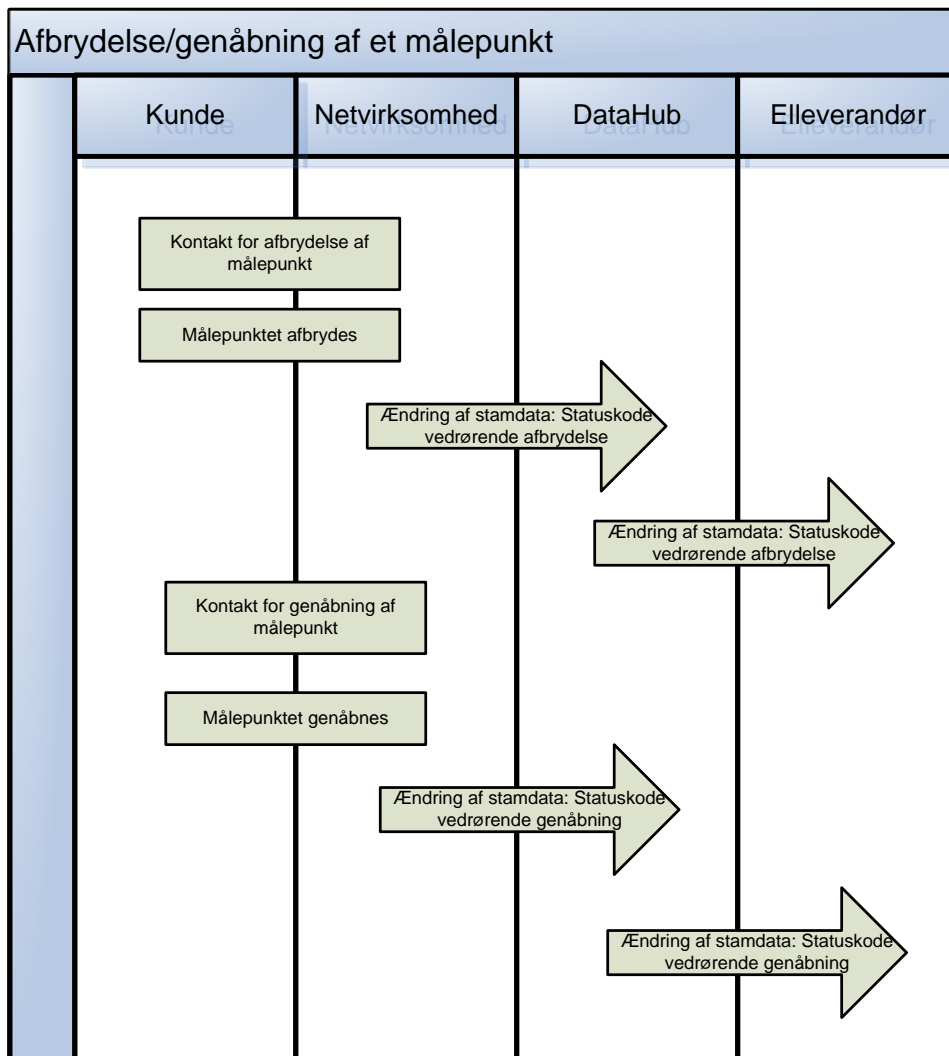 Afbrydelse/genåbning af et målepunkt
Kunde
Netvirksomhed
DataHub
Elleverandør
Kontakt for afbrydelse af
målepunkt
Målepunktet afbrydes
Ændring af stamdata: Statuskode
vedrørende afbrydelse
Ændring af stamdata: Statuskode
vedrørende afbrydelse
Kontakt for genåbning af
målepunkt
Målepunktet genåbnes
Ændring af stamdata: Statuskode
vedrørende genåbning
Ændring af stamdata: Statuskode
vedrørende genåbning